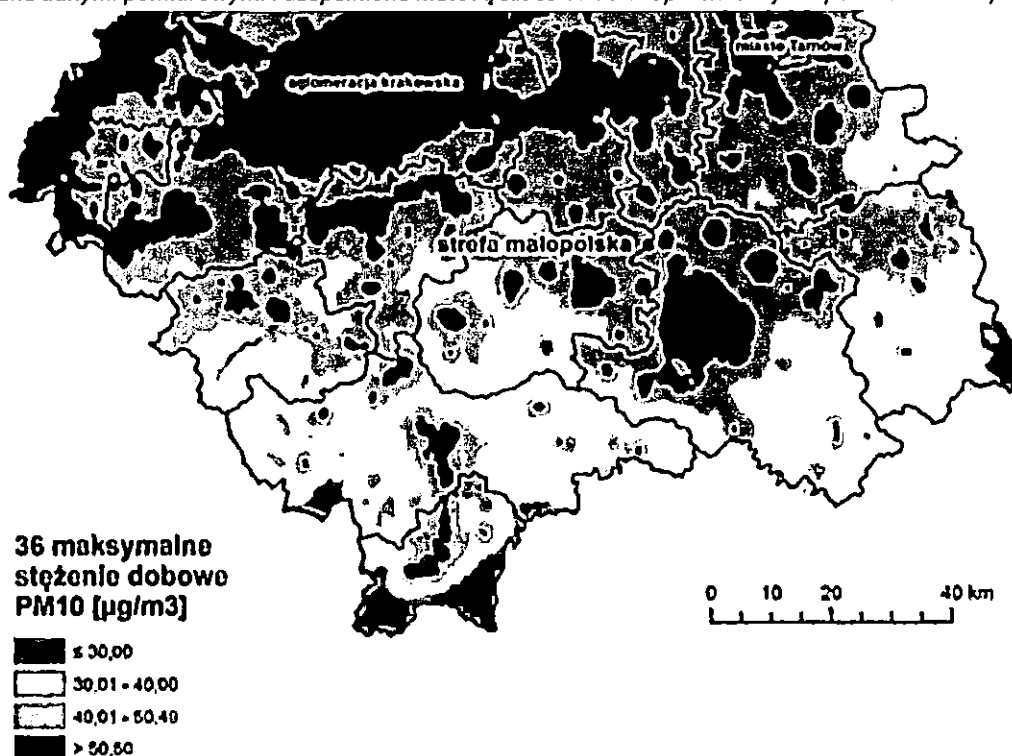 aglomeracja krakowska
miasto Tarnów
strefa małopolska
36 maksymalne
stężenie dobowe
PM10 [µg/m3]
≤ 30,00
30,01 - 40,00
40,01 - 50,49
> 50,50
0 10 20 40 km